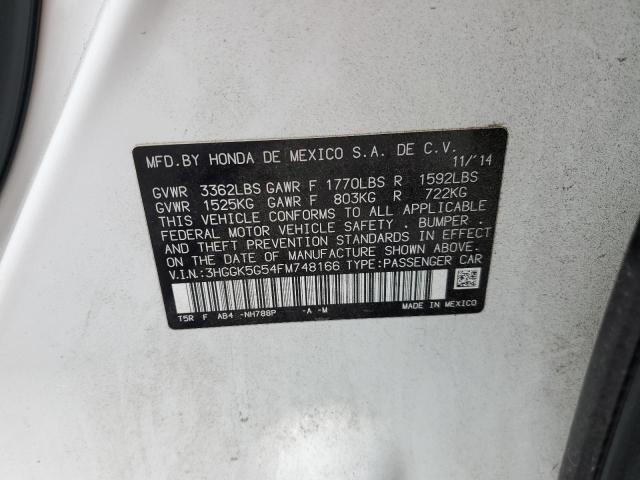 MFD.BY HONDA DE MEXICO S.A. DE C.V.
11/'14
GVWR 3362LBS GAWR F 1770LBS R 1592LBS
GVWR 1525KG GAWR F 803KG R 722KG
THIS VEHICLE CONFORMS TO ALL APPLICABLE
FEDERAL MOTOR VEHICLE SAFETY , BUMPER ,
AND THEFT PREVENTION STANDARDS IN EFFECT
ON THE DATE OF MANUFACTURE SHOWN ABOVE.
V.I.N:3HGGK5G54FM748166 TYPE:PASSENGER CAR
T5R F AB4 -NH788P -A -M MADE IN MEXICO